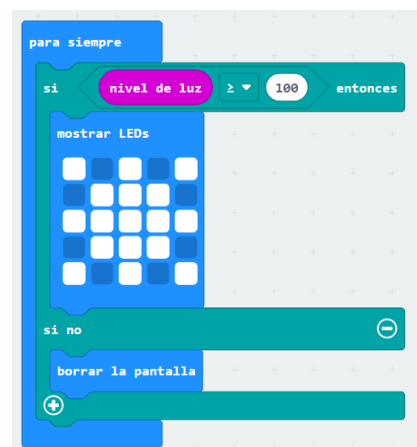 para siempre
si nivel de luz ≥ 100 entonces
mostrar LEDs
si no
borrar la pantalla